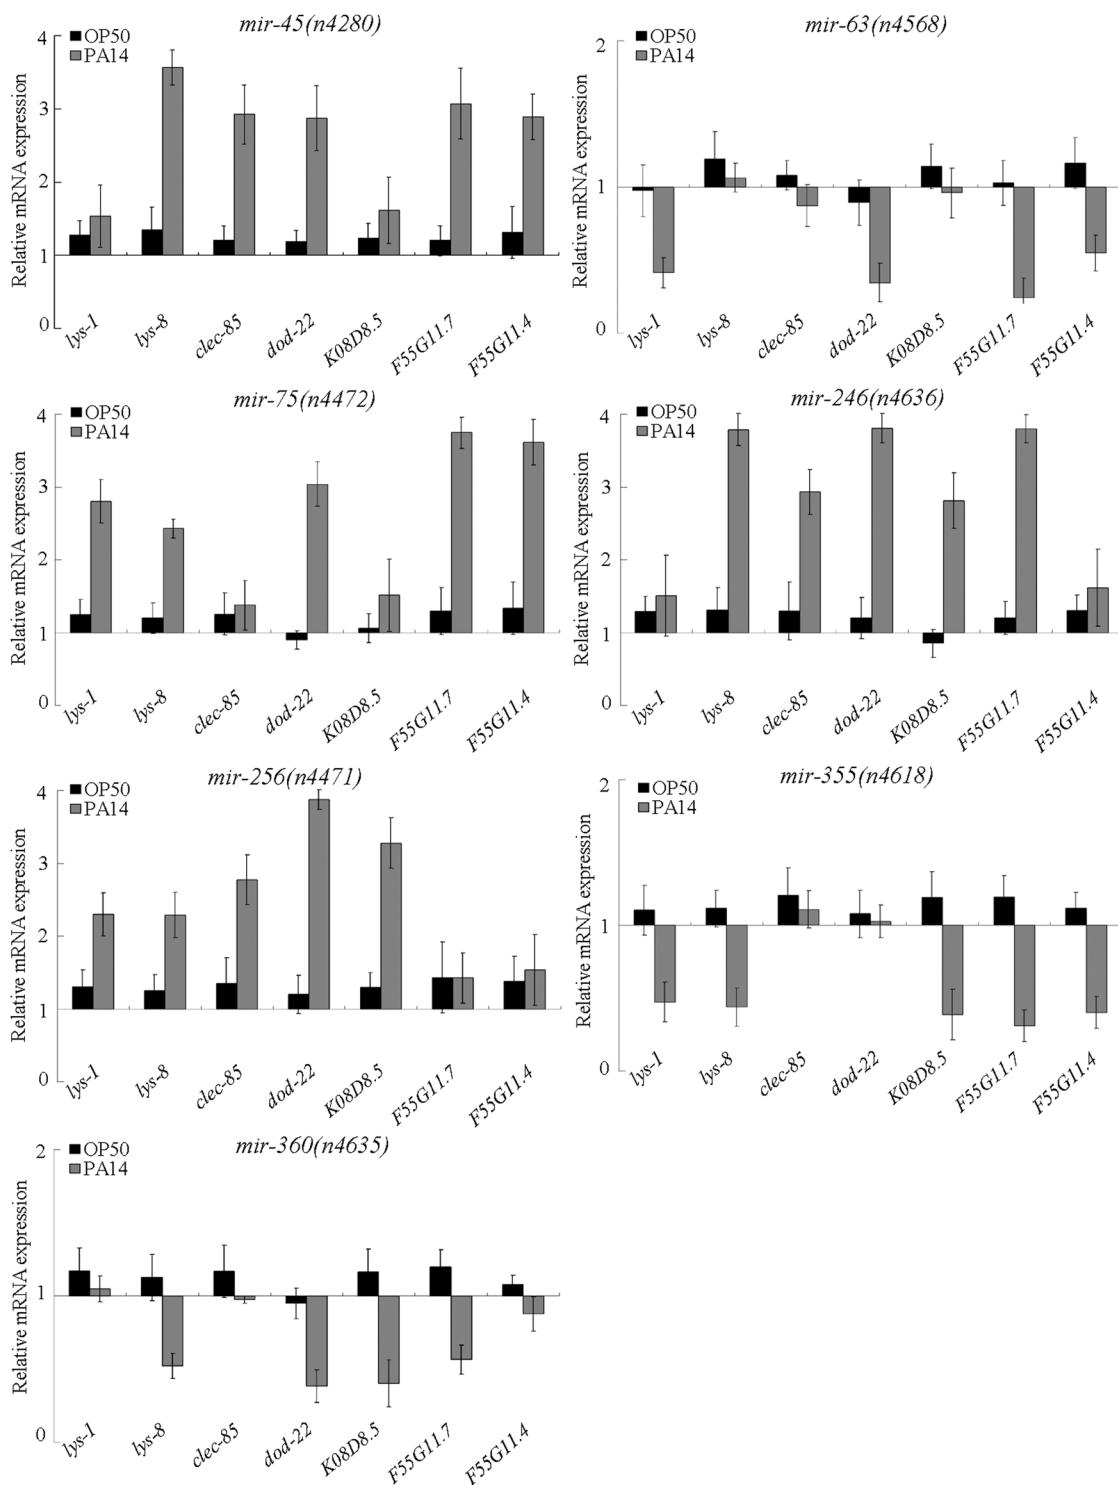 mir-45(n4280)
OP50
PA14
Relative mRNA expression
4
3
2
1
0
lys-1
lys-8
clec-85
dod-22
K08D8.5
F55G11.7
F55G11.4
mir-63(n4568)
OP50
PA14
Relative mRNA expression
2
1
0
lys-1
lys-8
clec-85
dod-22
K08D8.5
F55G11.7
F55G11.4
mir-75(n4472)
OP50
PA14
Relative mRNA expression
4
3
2
1
0
lys-1
lys-8
clec-85
dod-22
K08D8.5
F55G11.7
F55G11.4
mir-246(n4636)
OP50
PA14
Relative mRNA expression
4
3
2
1
0
lys-1
lys-8
clec-85
dod-22
K08D8.5
F55G11.7
F55G11.4
mir-256(n4471)
OP50
PA14
Relative mRNA expression
4
3
2
1
0
lys-1
lys-8
clec-85
dod-22
K08D8.5
F55G11.7
F55G11.4
mir-355(n4618)
OP50
PA14
Relative mRNA expression
2
1
0
lys-1
lys-8
clec-85
dod-22
K08D8.5
F55G11.7
F55G11.4
mir-360(n4635)
OP50
PA14
Relative mRNA expression
2
1
0
lys-1
lys-8
clec-85
dod-22
K08D8.5
F55G11.7
F55G11.4